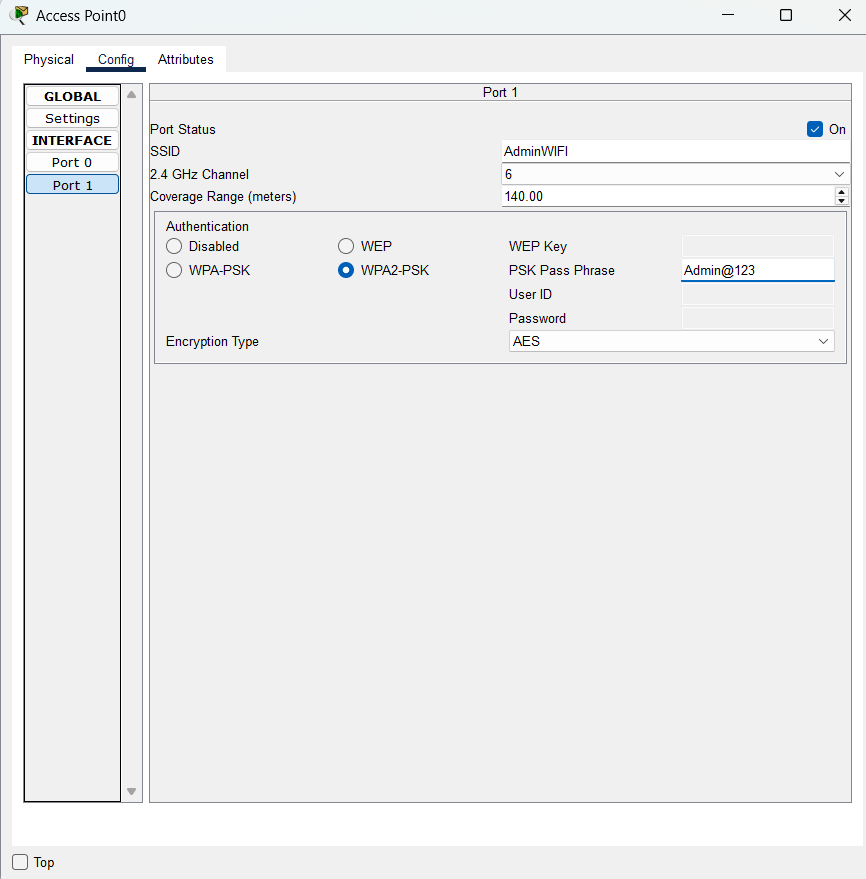 Access Point0
Physical Config Attributes
GLOBAL
Settings
INTERFACE
Port 0
Port 1
Port 1
Port Status On
SSID AdminWIFI
2.4 GHz Channel 6
Coverage Range (meters) 140.00
Authentication
Disabled WEP WEP Key
WPA-PSK WPA2-PSK PSK Pass Phrase Admin@123
User ID
Password
Encryption Type AES
Top